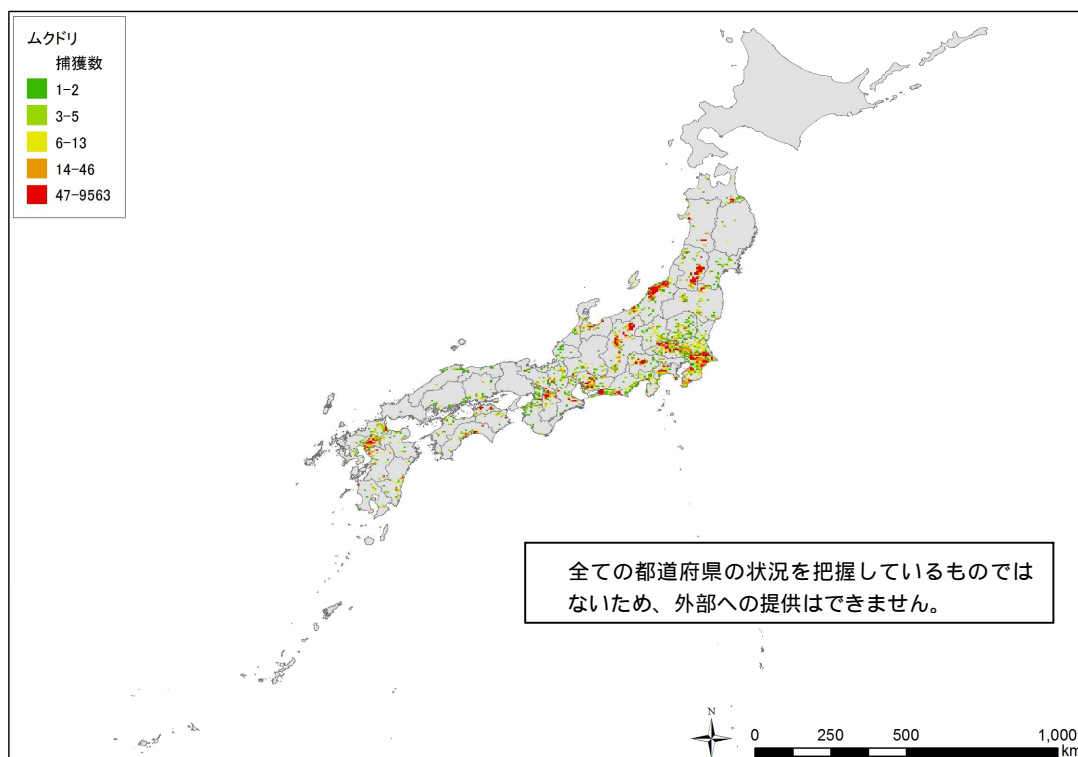 ムクドリ
捕獲数
1-2
3-5
6-13
14-46
47-9563
全ての都道府県の状況を把握しているものでは
ないため、外部への提供はできません。
N
0 250 500 1,000
km